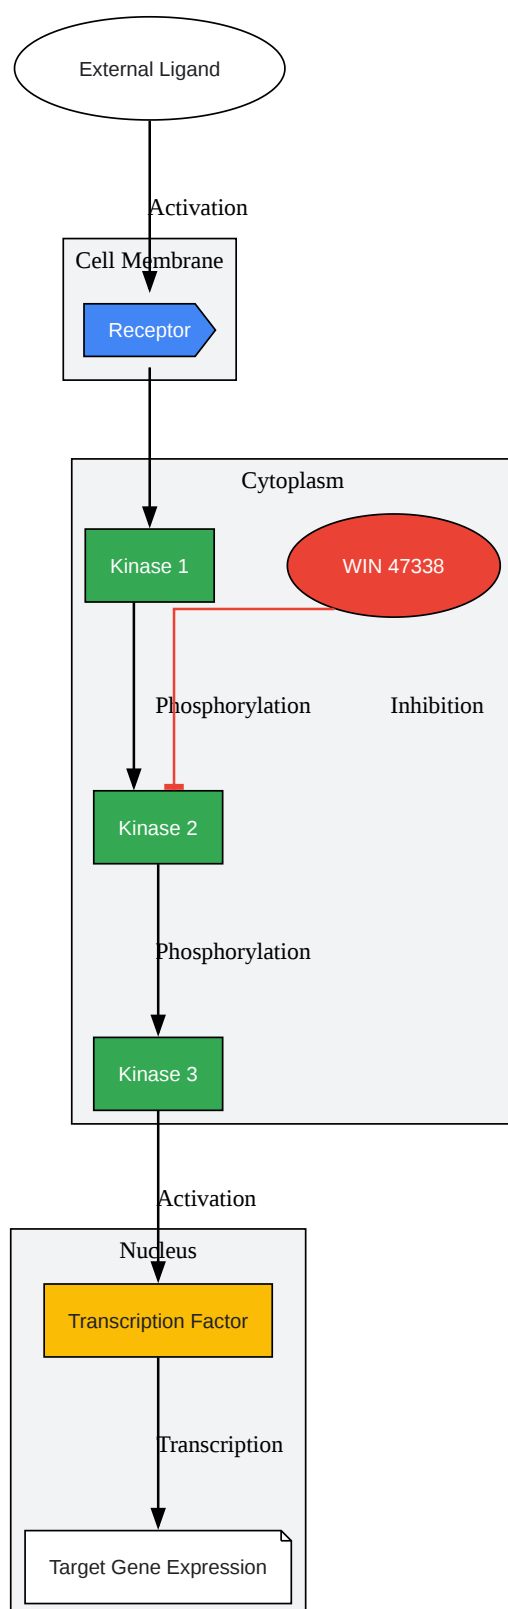 External Ligand
Activation
Cell Membrane
Receptor
Cytoplasm
Kinase 1
WIN 47338
Phosphorylation
Inhibition
Kinase 2
Phosphorylation
Kinase 3
Activation
Nucleus
Transcription Factor
Transcription
Target Gene Expression